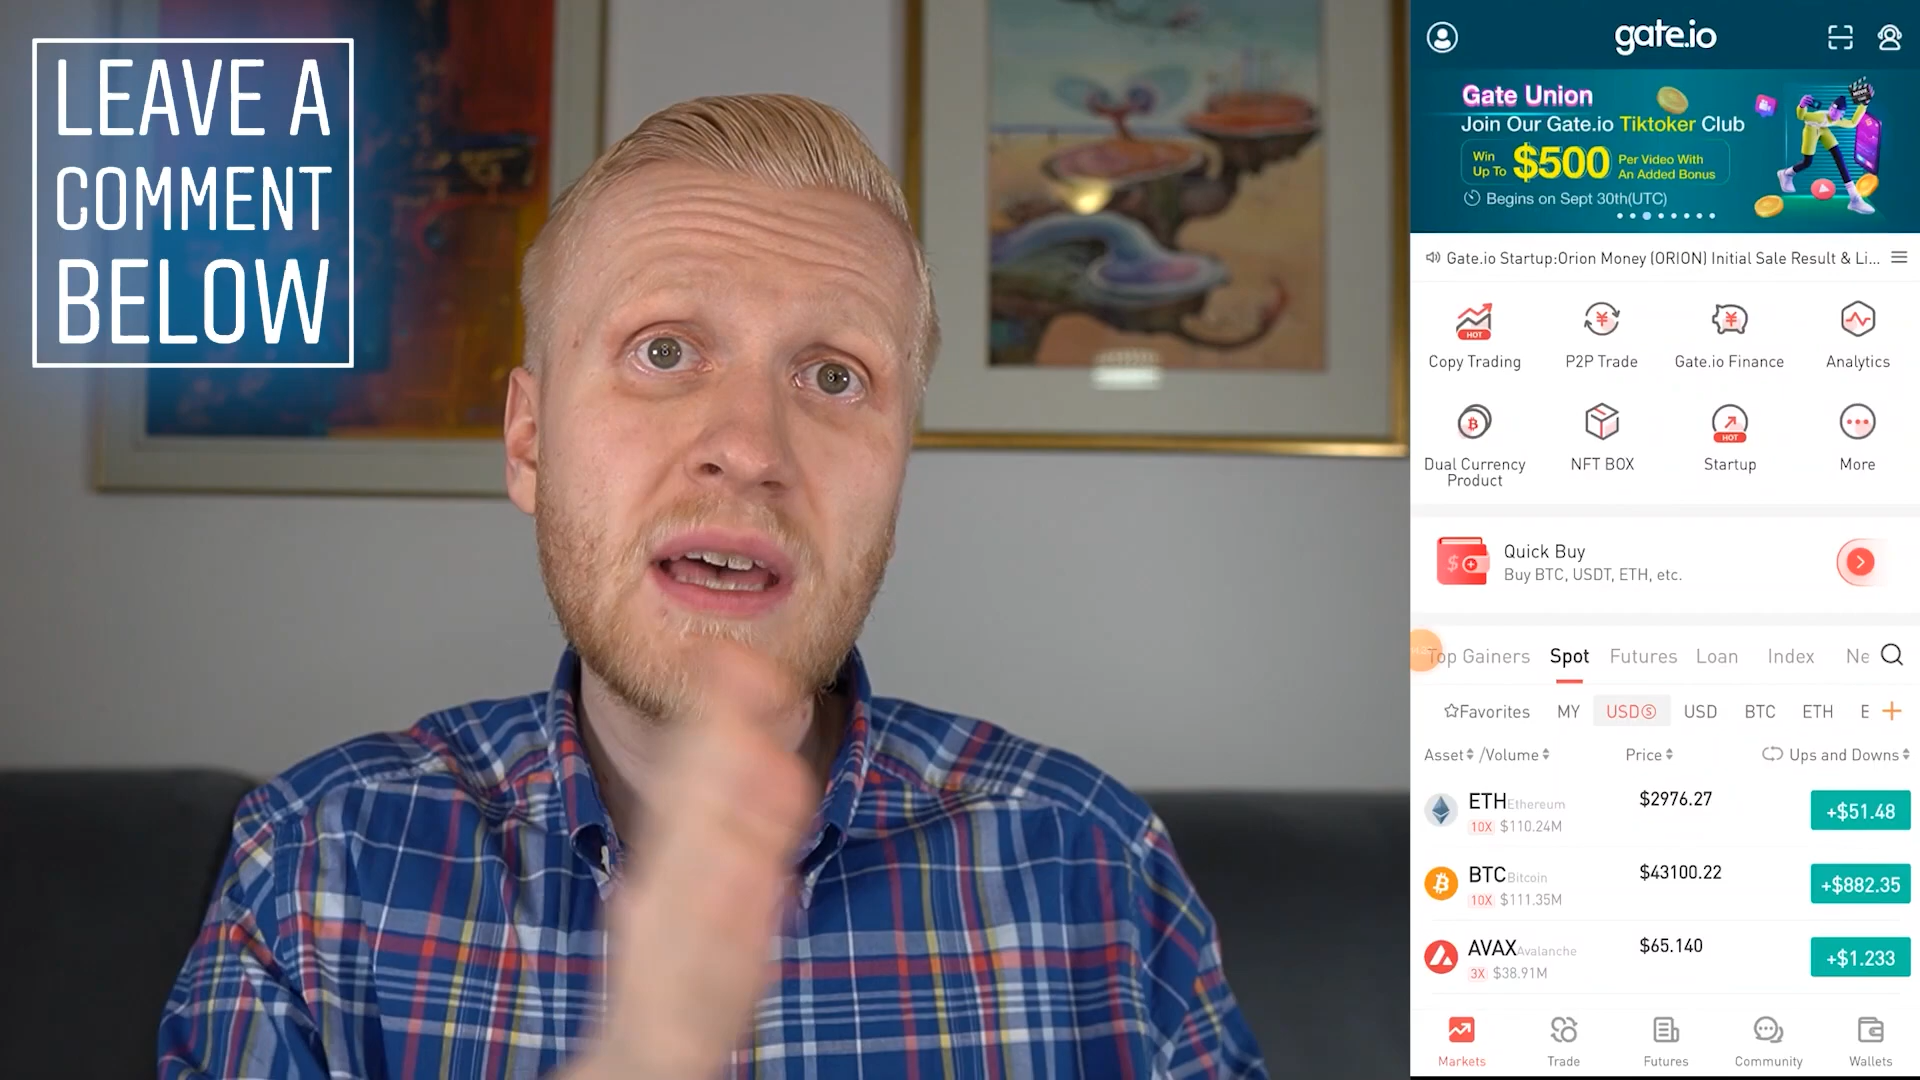 LEAVE A
COMMENT
BELOW
gate.io
Gate Union
Join Our Gate.io Tiktoker Club
Win
Up To
$500
Per Video With
An Added Bonus
Begins on Sept 30th(UTC)
Gate.io Startup:Orion Money (ORION) Initial Sale Result & Li...
HOT
Copy Trading
P2P Trade
Gate.io Finance
Analytics
Dual Currency
Product
NFT BOX
HOT
Startup
More
Quick Buy
Buy BTC, USDT, ETH, etc.
Top Gainers Spot Futures Loan Index Ne
Favorites MY USDⓈ USD BTC ETH E
Asset /Volume Price Ups and Downs
ETH Ethereum $2976.27 +$51.48
10X $110.24M
BTC Bitcoin $43100.22 +$882.35
10X $111.35M
AVAX Avalanche $65.140 +$1.233
3X $38.91M
Markets Trade Futures Community Wallets